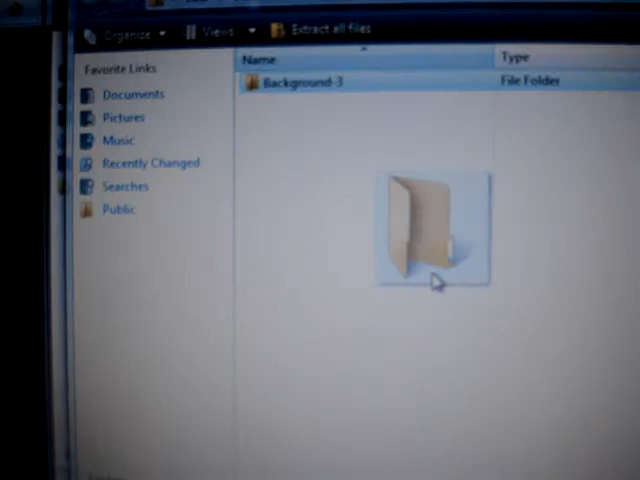 Organize Views Extract all files
Favorite Links Name Type
Background-3 File Folder
Documents
Pictures
Music
Recently Changed
Searches
Public